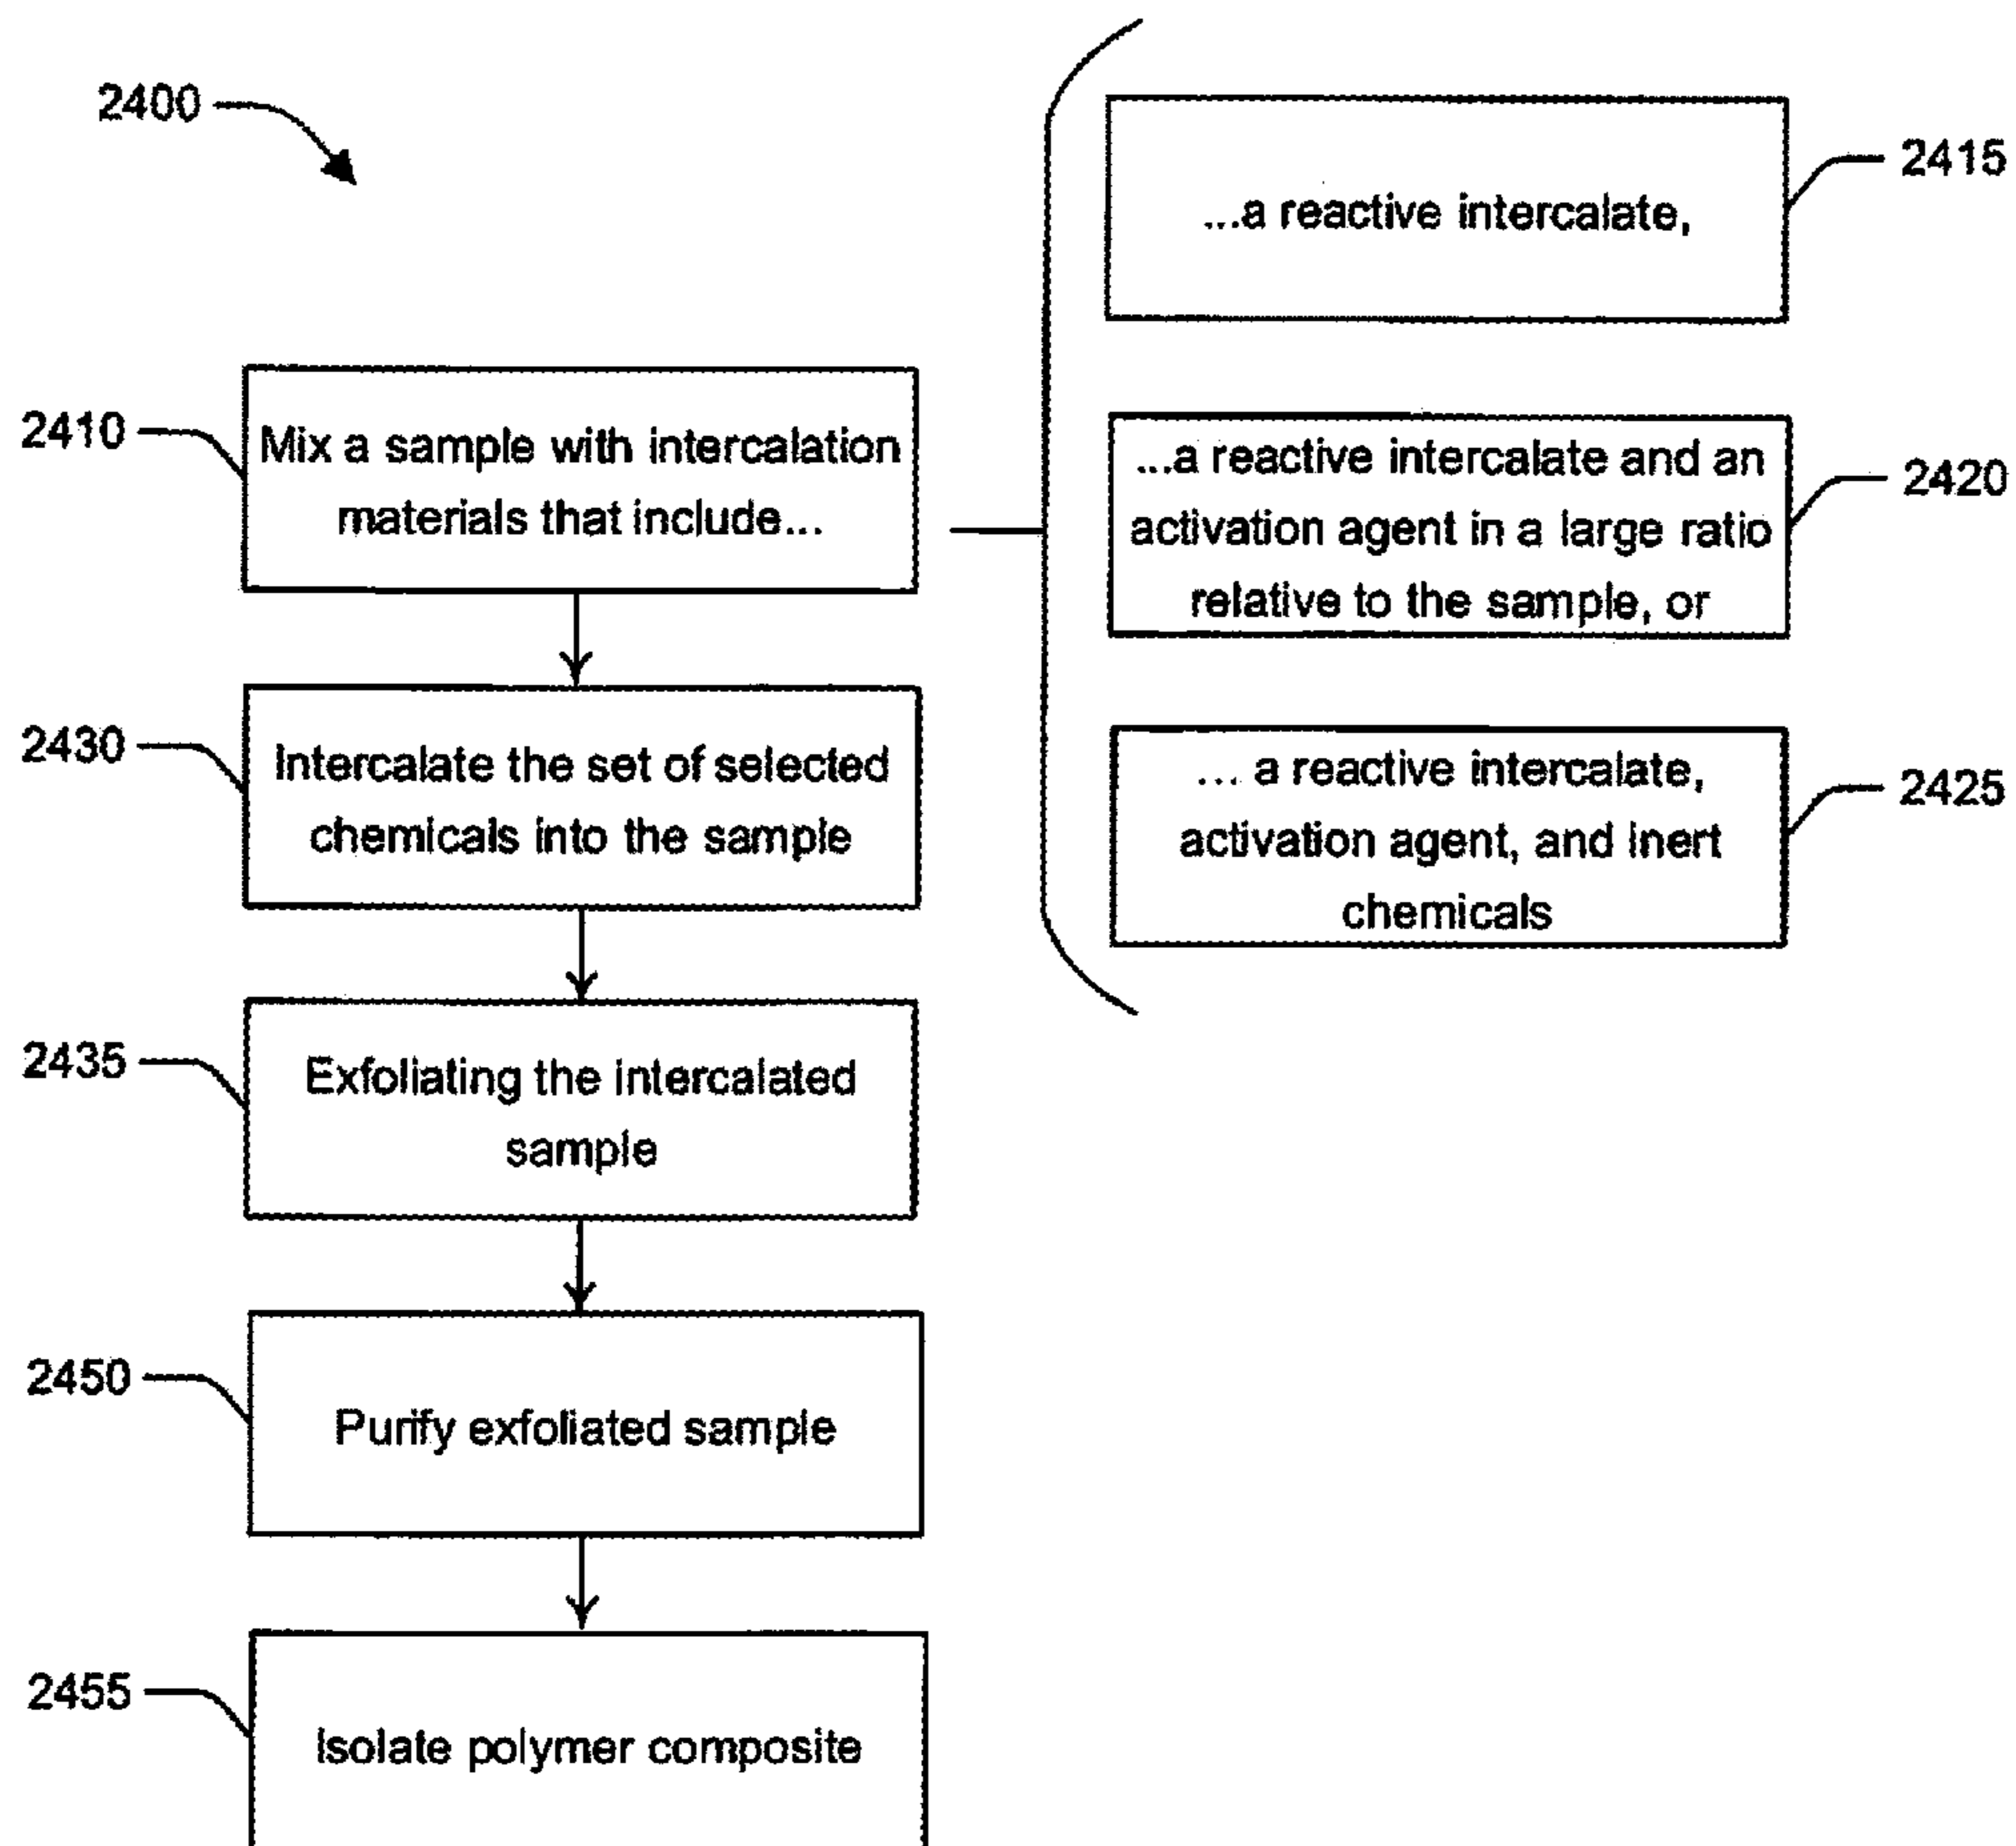 2400
2410
Mix a sample with intercalation
materials that include...
2415
...a reactive intercalate,
2420
...a reactive intercalate and an
activation agent in a large ratio
relative to the sample, or
2425
... a reactive intercalate,
activation agent, and inert
chemicals
2430
Intercalate the set of selected
chemicals into the sample
2435
Exfoliating the intercalated
sample
2450
Purify exfoliated sample
2455
Isolate polymer composite